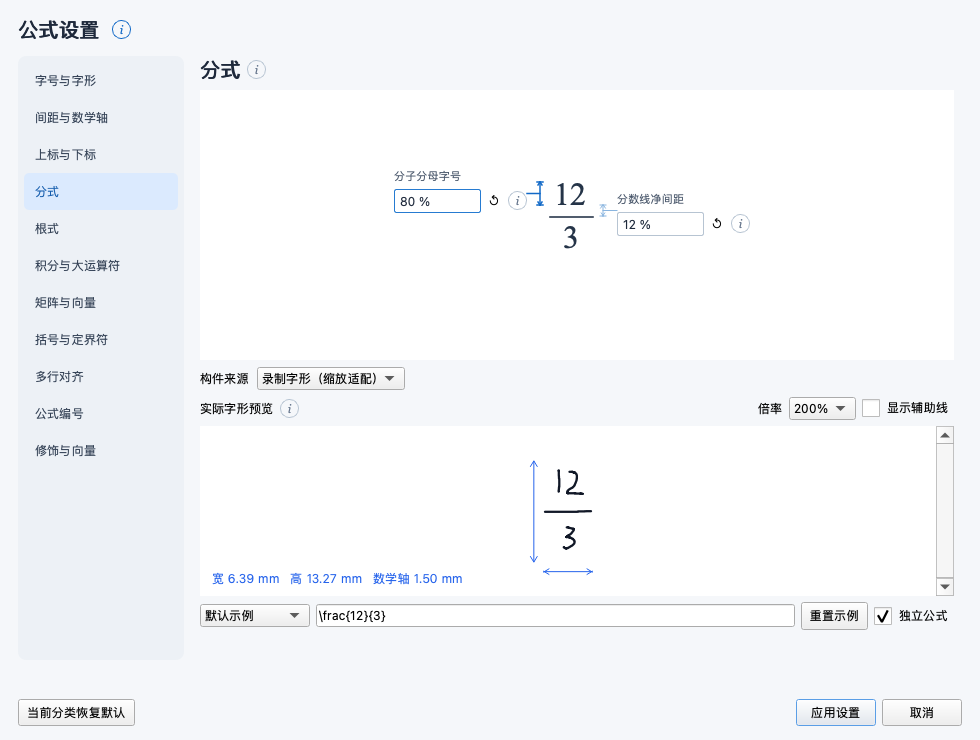 公式设置
字号与字形
间距与数学轴
上标与下标
分式
根式
积分与大运算符
矩阵与向量
括号与定界符
多行对齐
公式编号
修饰与向量
分式
分子分母字号
80 %
12
3
分数线净间距
12 %
构件来源 录制字形（缩放适配）
实际字形预览 倍率 200% 显示辅助线
12
3
宽 6.39 mm 高 13.27 mm 数学轴 1.50 mm
默认示例 \frac{12}{3} 重置示例 独立公式
当前分类恢复默认 应用设置 取消